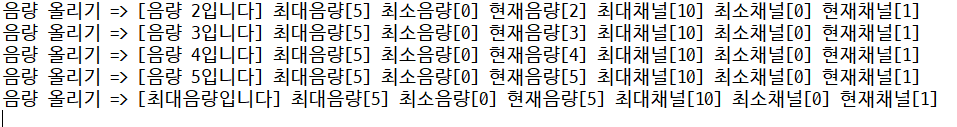 음량 올리기 => [음량 2입니다] 최대음량[5] 최소음량[0] 현재음량[2] 최대채널[10] 최소채널[0] 현재채널[1]
음량 올리기 => [음량 3입니다] 최대음량[5] 최소음량[0] 현재음량[3] 최대채널[10] 최소채널[0] 현재채널[1]
음량 올리기 => [음량 4입니다] 최대음량[5] 최소음량[0] 현재음량[4] 최대채널[10] 최소채널[0] 현재채널[1]
음량 올리기 => [음량 5입니다] 최대음량[5] 최소음량[0] 현재음량[5] 최대채널[10] 최소채널[0] 현재채널[1]
음량 올리기 => [최대음량입니다] 최대음량[5] 최소음량[0] 현재음량[5] 최대채널[10] 최소채널[0] 현재채널[1]